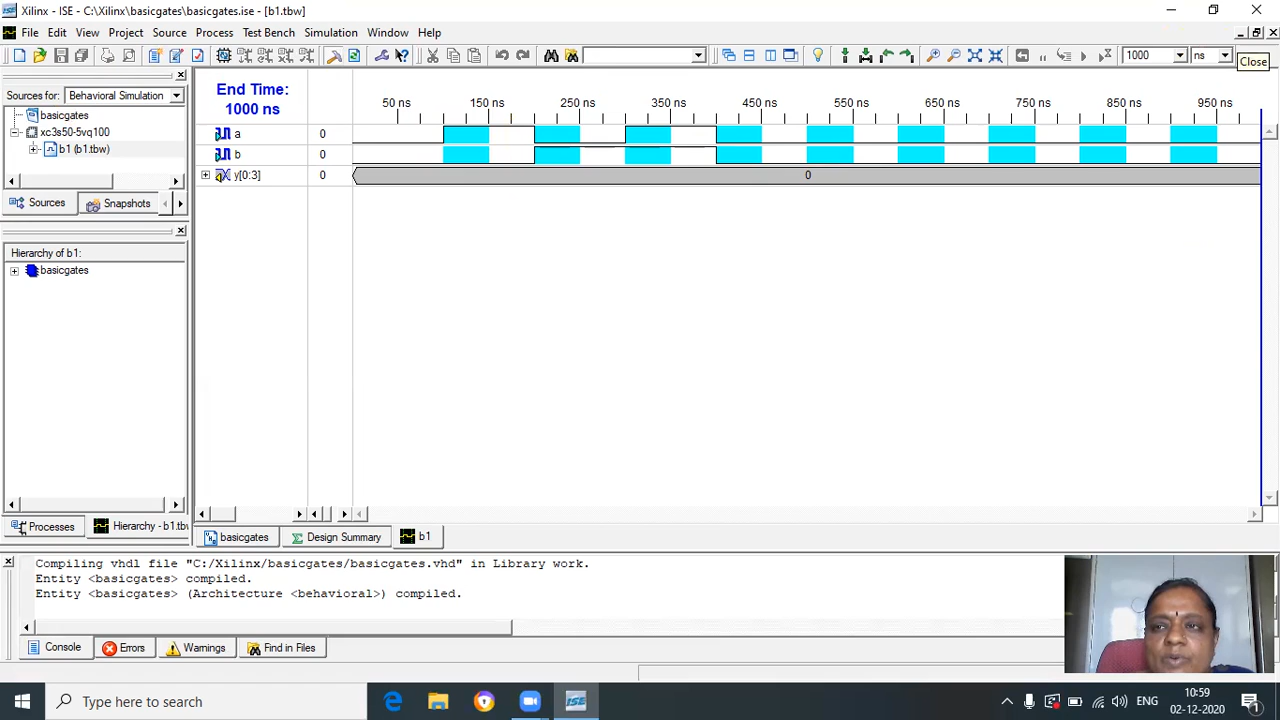 Xilinx - ISE - C:\Xilinx\basicgates\basicgates.ise - [b1.tbw]
File Edit View Project Source Process Test Bench Simulation Window Help
1000 ns
Close
Sources for: Behavioral Simulation
basicgates
xc3s50-5vq100
b1 (b1.tbw)
Sources Snapshots
Hierarchy of b1:
basicgates
Processes Hierarchy - b1.tbw
End Time:
1000 ns
50 ns 150 ns 250 ns 350 ns 450 ns 550 ns 650 ns 750 ns 850 ns 950 ns
a 0
b 0
y[0:3] 0 0
basicgates Design Summary b1
Compiling vhdl file "C:/Xilinx/basicgates/basicgates.vhd" in Library work.
Entity <basicgates> compiled.
Entity <basicgates> (Architecture <behavioral>) compiled.
Console Errors Warnings Find in Files
Type here to search
ISE
ENG
10:59
02-12-2020
1